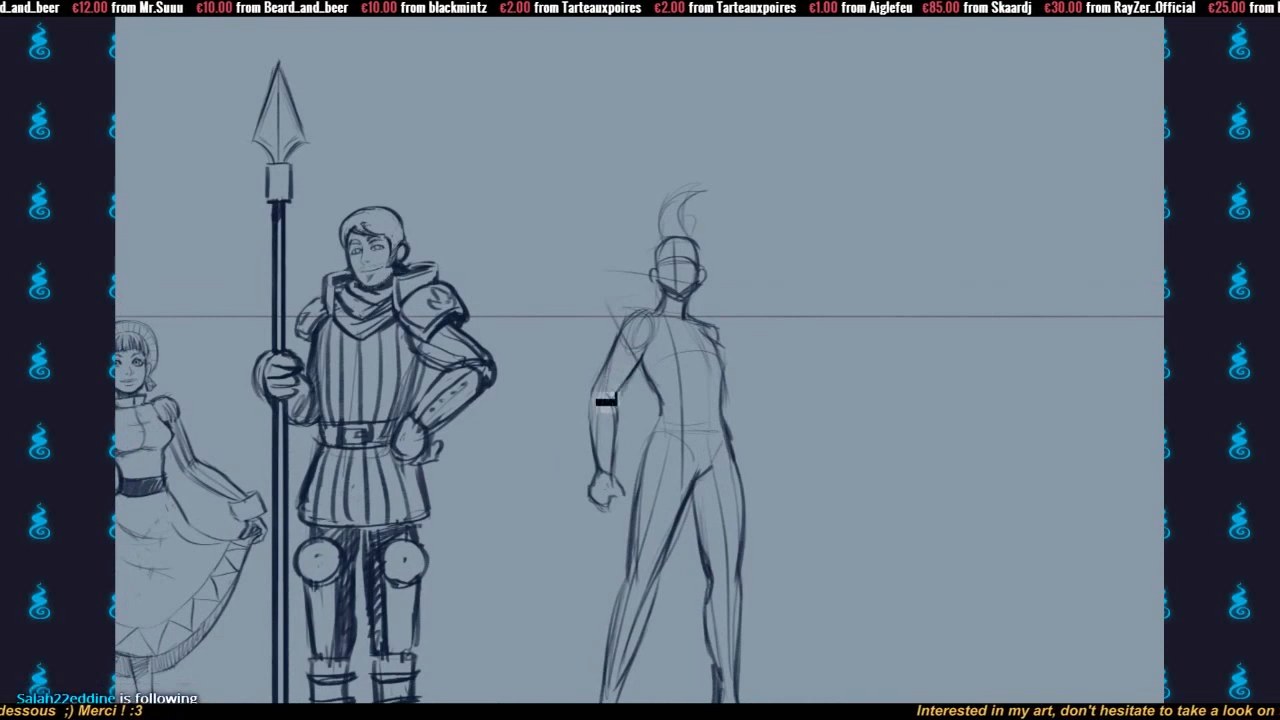 d_and_beer €12.00 from Mr.Suuu €10.00 from Beard_and_beer €10.00 from blackmintz €2.00 from Tarteauxpoires €2.00 from Tarteauxpoires €1.00 from Aiglefeu €85.00 from Skaardj €30.00 from RayZer_Official €25.00 from
Salah22eddine is following
dessous ;) Merci ! :3 Interested in my art, don't hesitate to take a look on